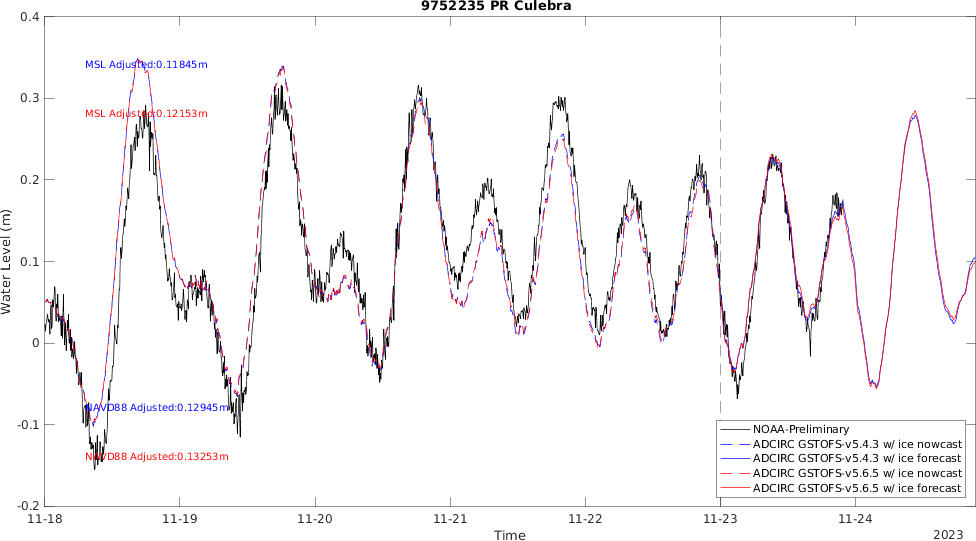 9752235 PR Culebra
0.4
0.3
0.2
0.1
0
-0.1
-0.2
Water Level (m)
MSL Adjusted:0.11845m
MSL Adjusted:0.12153m
NAVD88 Adjusted:0.12945m
NAVD88 Adjusted:0.13253m
NOAA-Preliminary
ADCIRC GSTOFS-v5.4.3 w/ ice nowcast
ADCIRC GSTOFS-v5.4.3 w/ ice forecast
ADCIRC GSTOFS-v5.6.5 w/ ice nowcast
ADCIRC GSTOFS-v5.6.5 w/ ice forecast
11-18 11-19 11-20 11-21 11-22 11-23 11-24
Time
2023